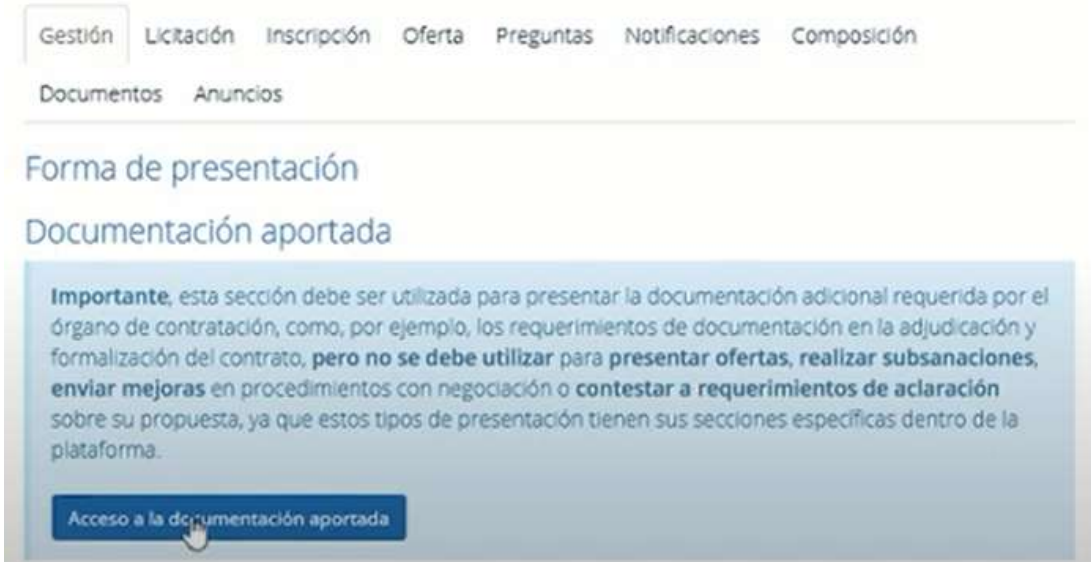 Gestión Licitación Inscripción Oferta Preguntas Notificaciones Composición
Documentos Anuncios
Forma de presentación
Documentación aportada
Importante, esta sección debe ser utilizada para presentar la documentación adicional requerida por el
órgano de contratación, como, por ejemplo, los requerimientos de documentación en la adjudicación y
formalización del contrato, pero no se debe utilizar para presentar ofertas, realizar subsanaciones,
enviar mejoras en procedimientos con negociación o contestar a requerimientos de aclaración
sobre su propuesta, ya que estos tipos de presentación tienen sus secciones específicas dentro de la
plataforma.
Acceso a la documentación aportada